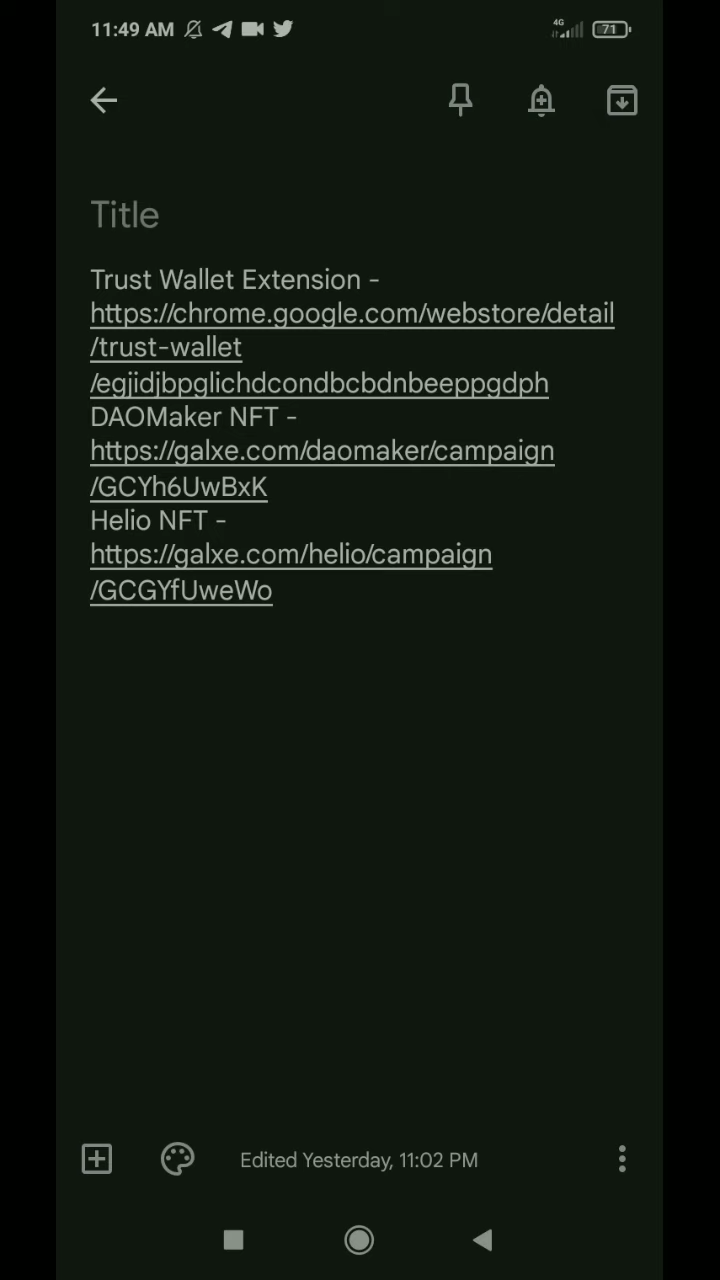 11:49 AM
4G
71
Title
Trust Wallet Extension -
https://chrome.google.com/webstore/detail
/trust-wallet
/egjidjbpglichdcondbcbdnbeeppgdph
DAOMaker NFT -
https://galxe.com/daomaker/campaign
/GCYh6UwBxK
Helio NFT -
https://galxe.com/helio/campaign
/GCGYfUweWo
Edited Yesterday, 11:02 PM